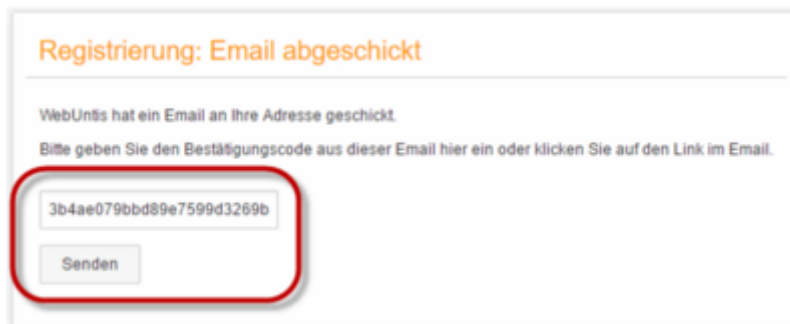 Registrierung: Email abgeschickt
WebUntis hat ein Email an Ihre Adresse geschickt.
Bitte geben Sie den Bestätigungscode aus dieser Email hier ein oder klicken Sie auf den Link im Email.
3b4ae079bbd89e7599d3269b
Senden